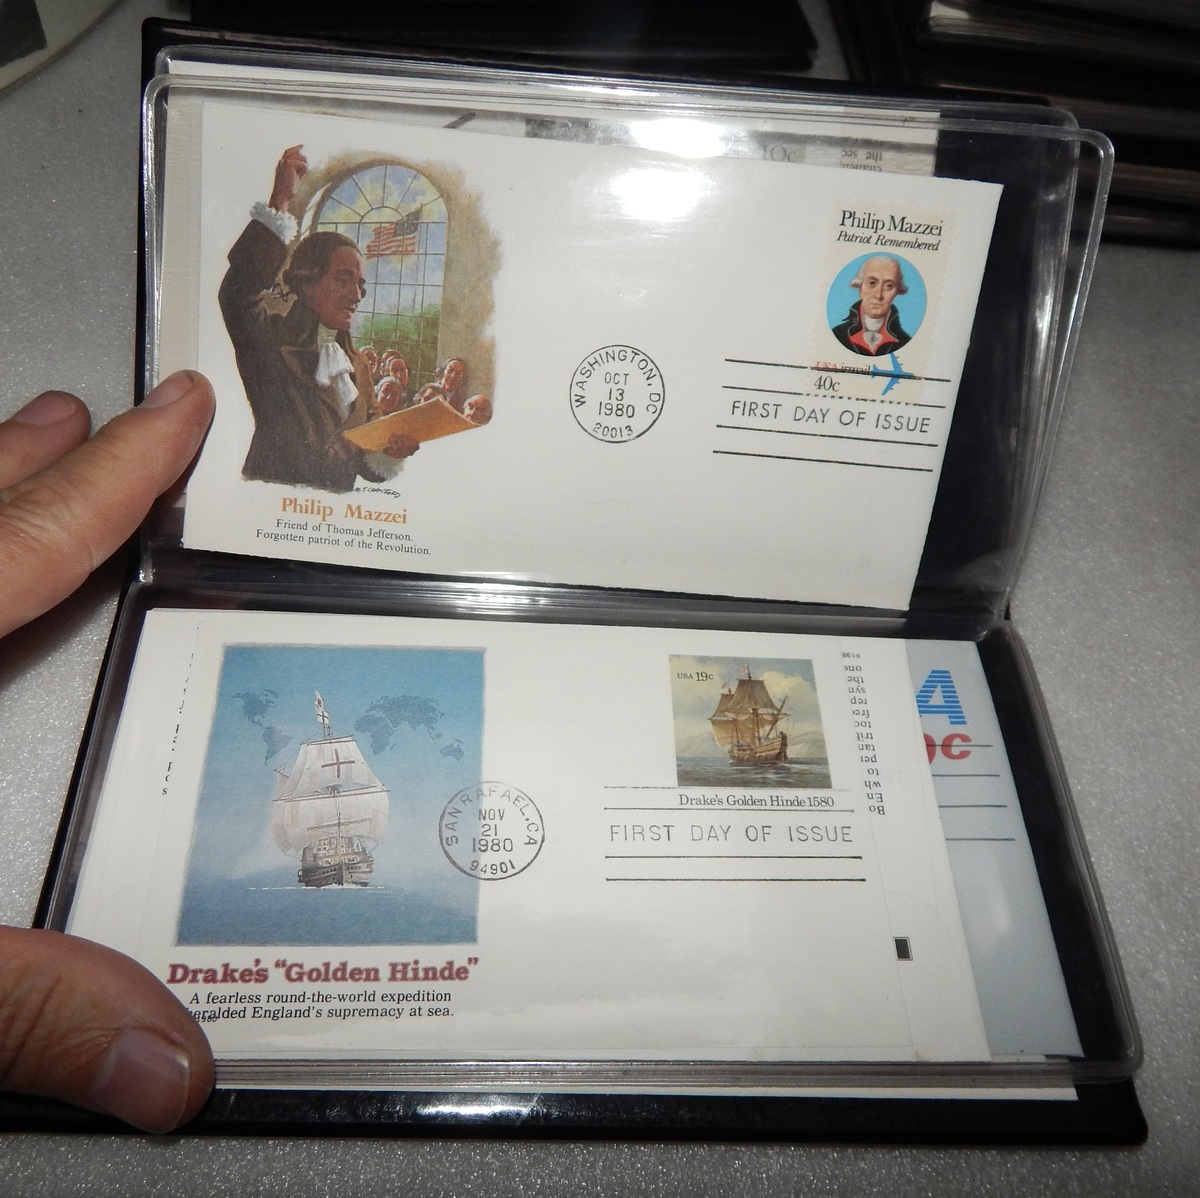 10c
Philip Mazzei
Patriot Remembered
USA airmail
40c
WASHINGTON, DC
OCT
13
1980
20013
FIRST DAY OF ISSUE
Philip Mazzei
Friend of Thomas Jefferson.
Forgotten patriot of the Revolution.
USA 19c
Drake's Golden Hinde 1580
SAN RAFAEL, CA
NOV
21
1980
94901
FIRST DAY OF ISSUE
A
c
Drake's "Golden Hinde"
A fearless round-the-world expedition
heralded England's supremacy at sea.